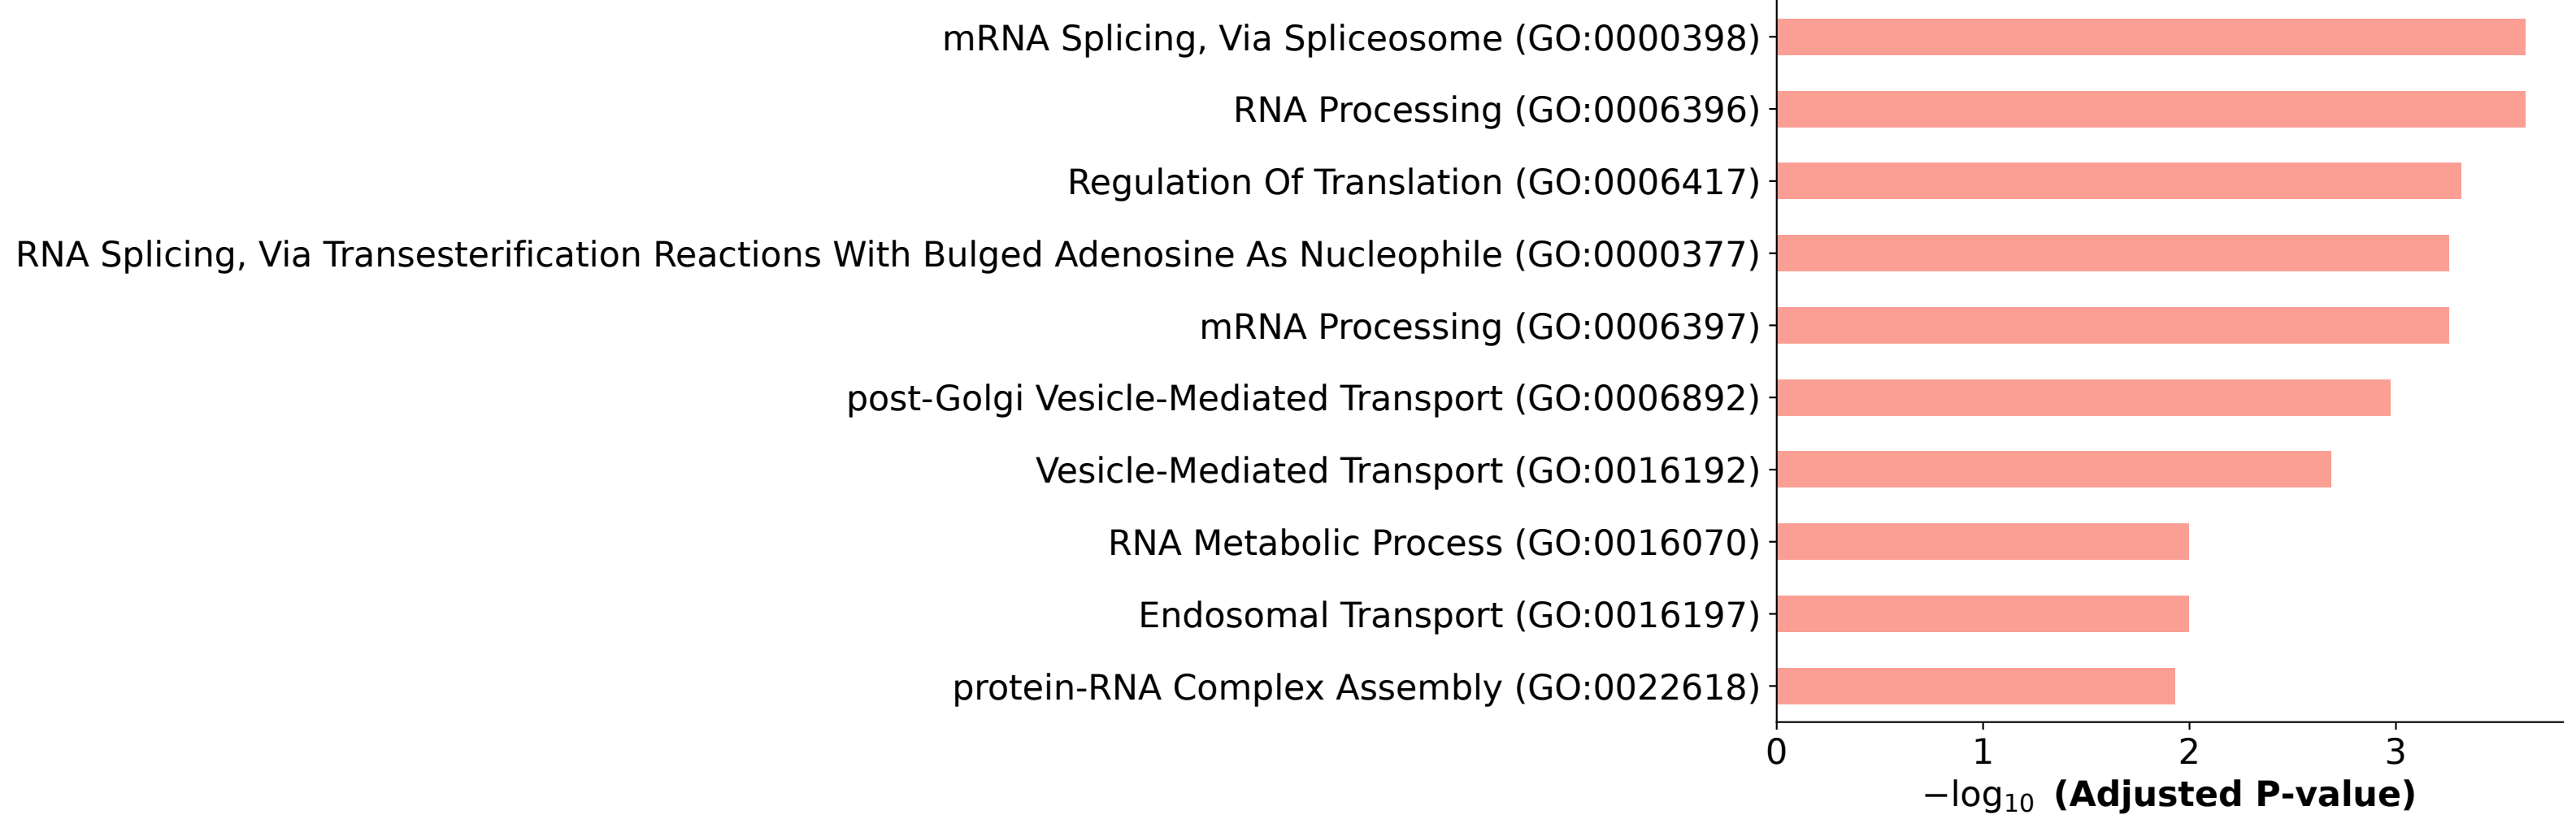 mRNA Splicing, Via Spliceosome (GO:0000398)
RNA Processing (GO:0006396)
Regulation Of Translation (GO:0006417)
RNA Splicing, Via Transesterification Reactions With Bulged Adenosine As Nucleophile (GO:0000377)
mRNA Processing (GO:0006397)
post-Golgi Vesicle-Mediated Transport (GO:0006892)
Vesicle-Mediated Transport (GO:0016192)
RNA Metabolic Process (GO:0016070)
Endosomal Transport (GO:0016197)
protein-RNA Complex Assembly (GO:0022618)
0 1 2 3
−log₁₀ (Adjusted P-value)